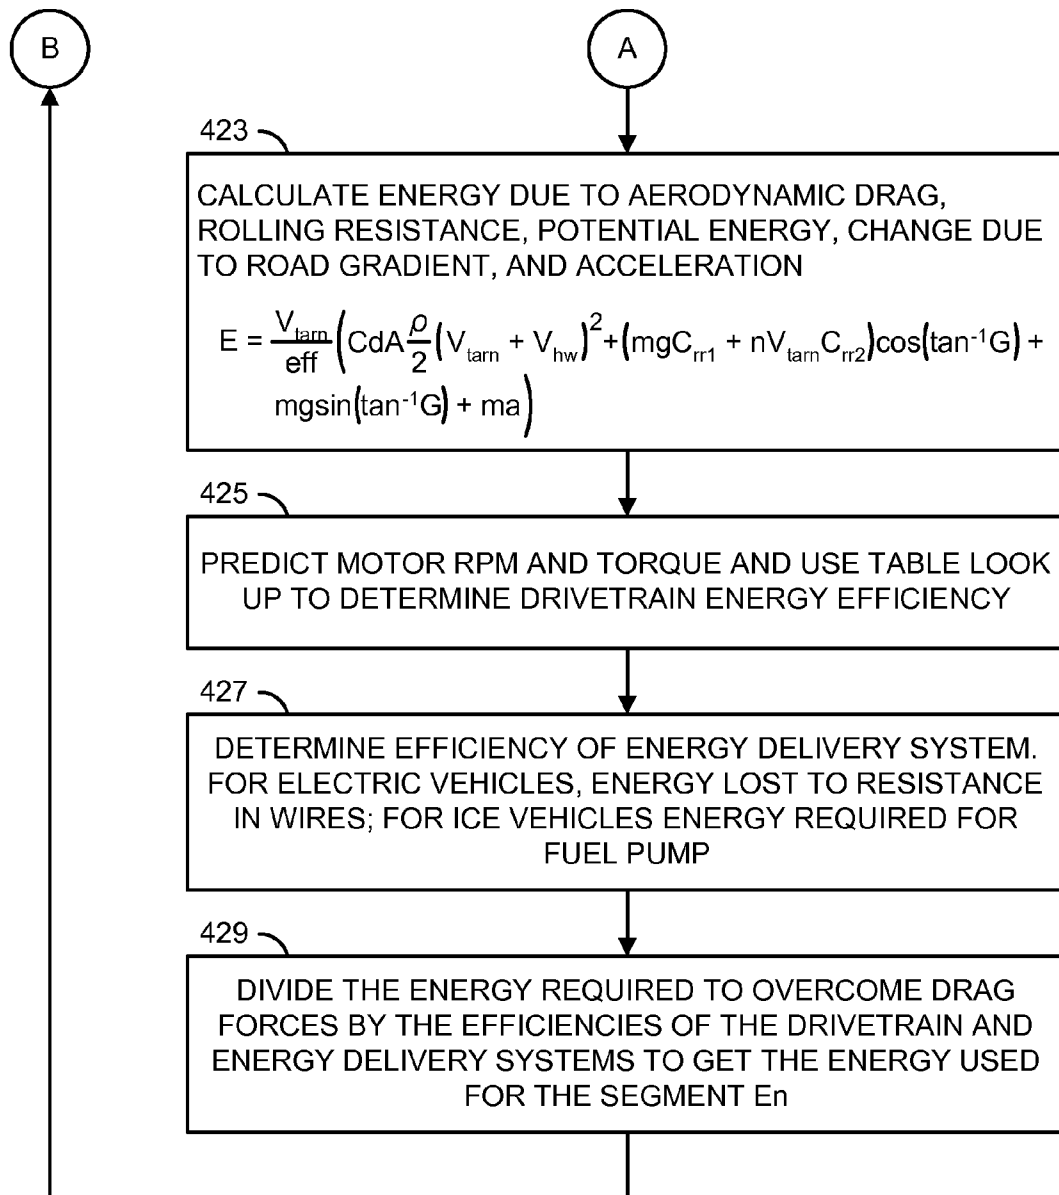 B
A
423
CALCULATE ENERGY DUE TO AERODYNAMIC DRAG,
ROLLING RESISTANCE, POTENTIAL ENERGY, CHANGE DUE
TO ROAD GRADIENT, AND ACCELERATION
E = V_tarn/eff (CdA ρ/2 (V_tarn + V_hw)^2 + (mgC_rr1 + nV_tarn C_rr2)cos(tan^-1 G) +
mgsin(tan^-1 G) + ma)
425
PREDICT MOTOR RPM AND TORQUE AND USE TABLE LOOK
UP TO DETERMINE DRIVETRAIN ENERGY EFFICIENCY
427
DETERMINE EFFICIENCY OF ENERGY DELIVERY SYSTEM.
FOR ELECTRIC VEHICLES, ENERGY LOST TO RESISTANCE
IN WIRES; FOR ICE VEHICLES ENERGY REQUIRED FOR
FUEL PUMP
429
DIVIDE THE ENERGY REQUIRED TO OVERCOME DRAG
FORCES BY THE EFFICIENCIES OF THE DRIVETRAIN AND
ENERGY DELIVERY SYSTEMS TO GET THE ENERGY USED
FOR THE SEGMENT En